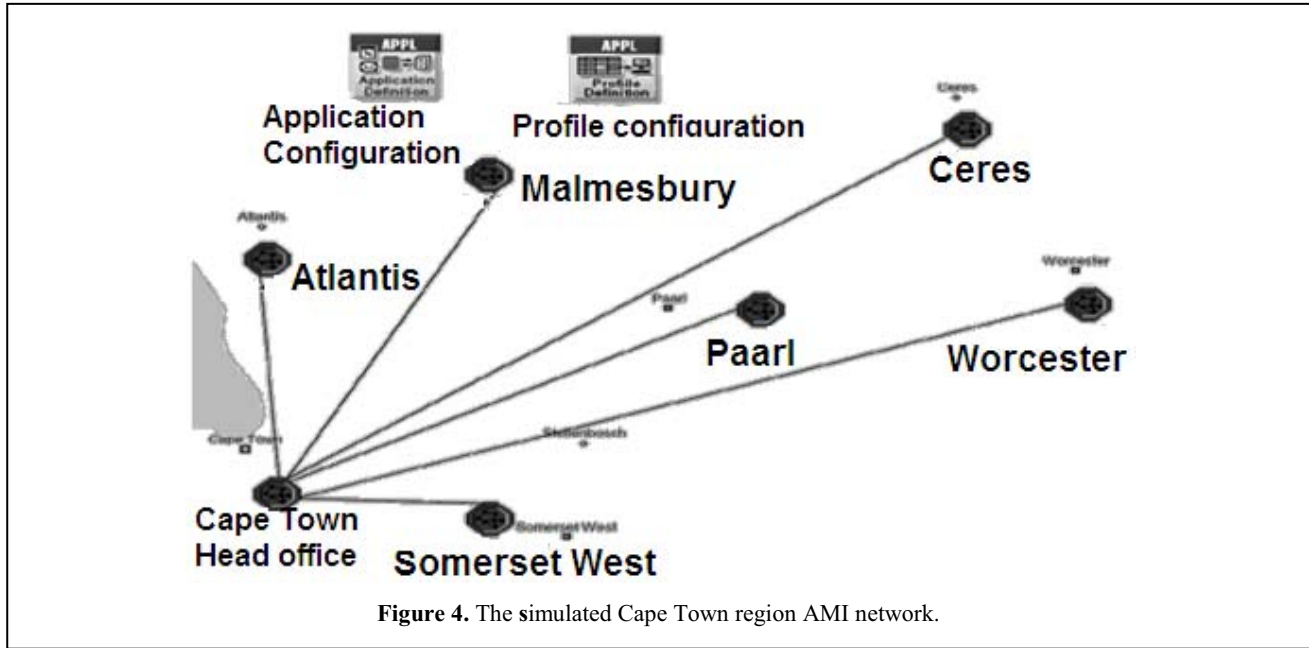 APPL
Application
Definition
APPL
Profile
Definition
Application
Configuration
Profile configuration
Ceres
Ceres
Malmesbury
Atlantis
Atlantis
Worcester
Worcester
Paarl
Paarl
Stellenbosch
Cape Town
Cape Town
Head office
Somerset West
Somerset West
Figure 4. The simulated Cape Town region AMI network.